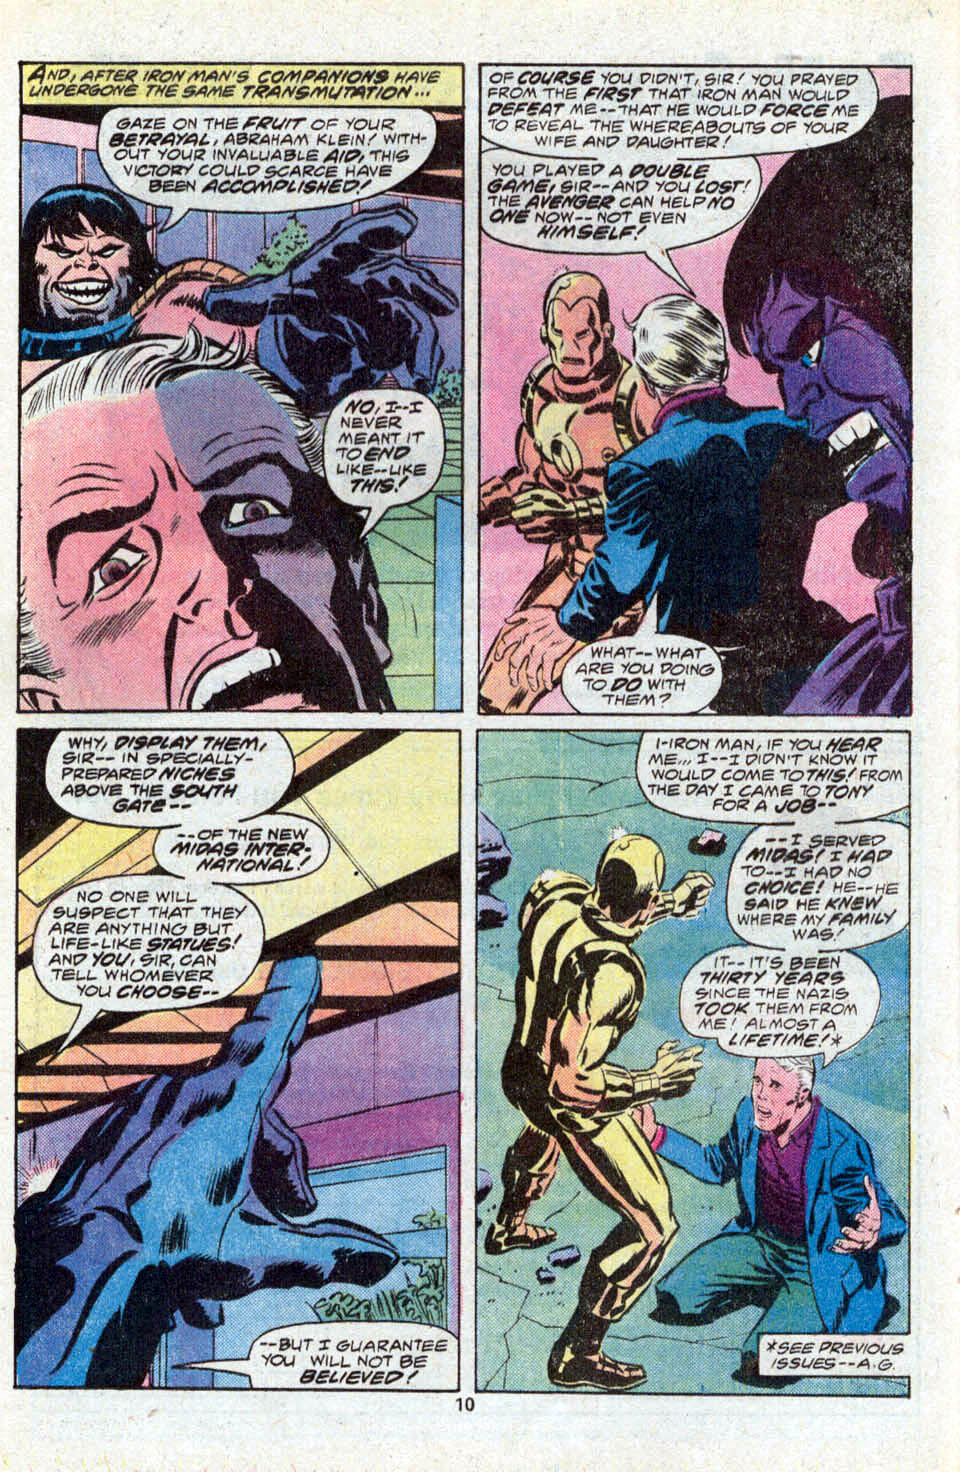 AND, AFTER IRON MAN'S COMPANIONS HAVE
UNDERGONE THE SAME TRANSMUTATION...
GAZE ON THE FRUIT OF YOUR
BETRAYAL, ABRAHAM KLEIN! WITH-
OUT YOUR INVALUABLE AID, THIS
VICTORY COULD SCARCE HAVE
BEEN ACCOMPLISHED!
NO, I--I
NEVER
MEANT IT
TO END
LIKE--LIKE
THIS!
OF COURSE YOU DIDN'T, SIR! YOU PRAYED
FROM THE FIRST THAT IRON MAN WOULD
DEFEAT ME--THAT HE WOULD FORCE ME
TO REVEAL THE WHEREABOUTS OF YOUR
WIFE AND DAUGHTER!
YOU PLAYED A DOUBLE
GAME, SIR--AND YOU LOST!
THE AVENGER CAN HELP NO
ONE NOW--NOT EVEN
HIMSELF!
WHAT--WHAT
ARE YOU DOING
TO DO WITH
THEM?
WHY, DISPLAY THEM,
SIR--IN SPECIALLY-
PREPARED NICHES
ABOVE THE SOUTH
GATE--
--OF THE NEW
MIDAS INTER-
NATIONAL!
NO ONE WILL
SUSPECT THAT THEY
ARE ANYTHING BUT
LIFE-LIKE STATUES!
AND YOU, SIR, CAN
TELL WHOMEVER
YOU CHOOSE--
--BUT I GUARANTEE
YOU WILL NOT BE
BELIEVED!
I-IRON MAN, IF YOU HEAR
ME... I--I DIDN'T KNOW IT
WOULD COME TO THIS! FROM
THE DAY I CAME TO TONY
FOR A JOB--
--I SERVED
MIDAS! I HAD
TO--I HAD NO
CHOICE! HE--HE
SAID HE KNEW
WHERE MY FAMILY
WAS!
IT--IT'S BEEN
THIRTY YEARS
SINCE THE NAZIS
TOOK THEM FROM
ME! ALMOST A
LIFETIME!*
*SEE PREVIOUS
ISSUES--A.G.
10